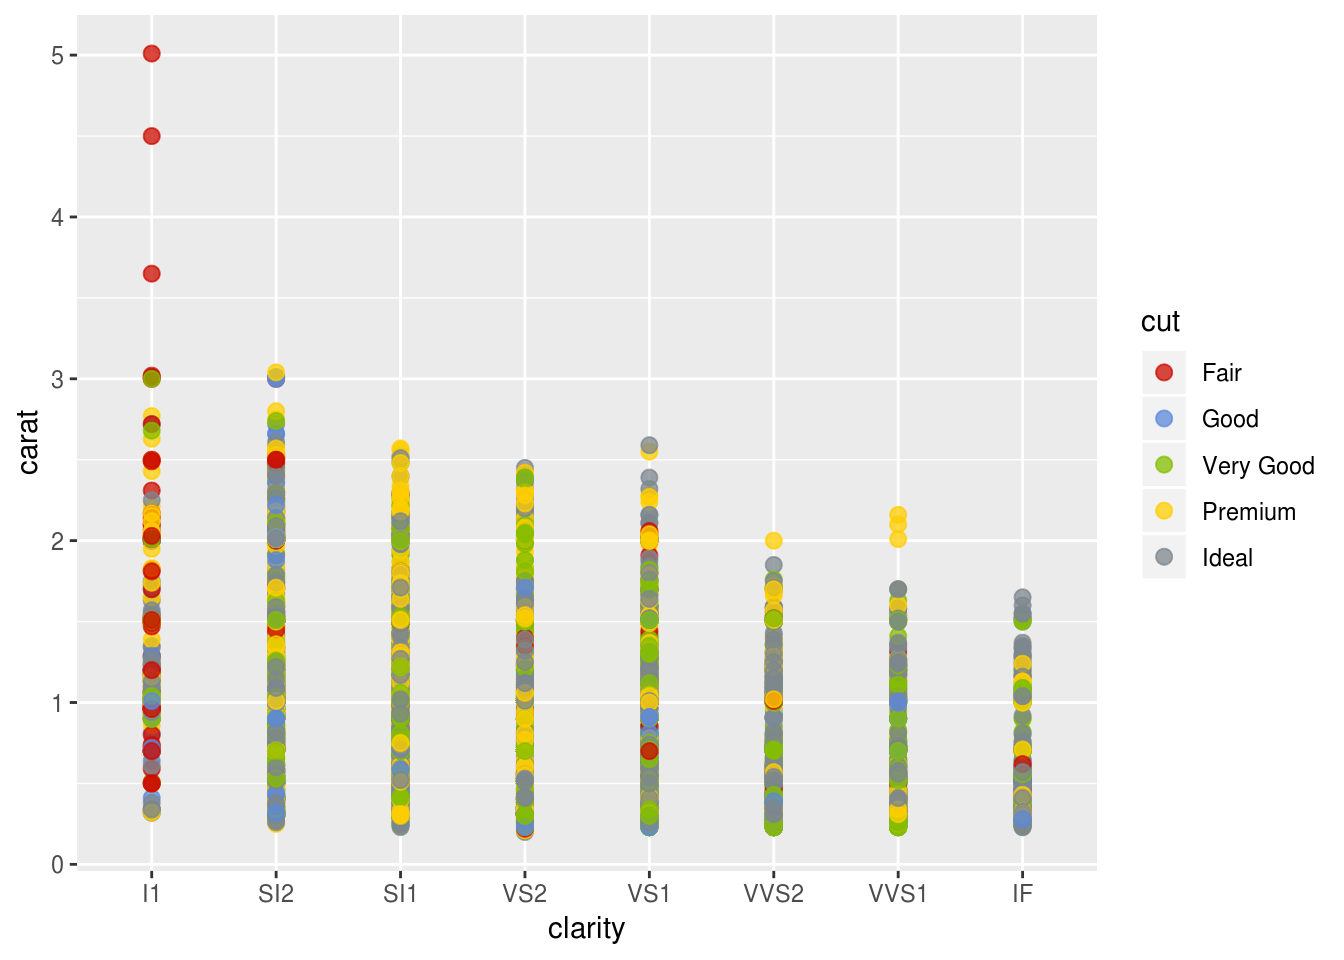 carat
5
4
3
2
1
0
I1 SI2 SI1 VS2 VS1 VVS2 VVS1 IF
clarity
cut
Fair
Good
Very Good
Premium
Ideal